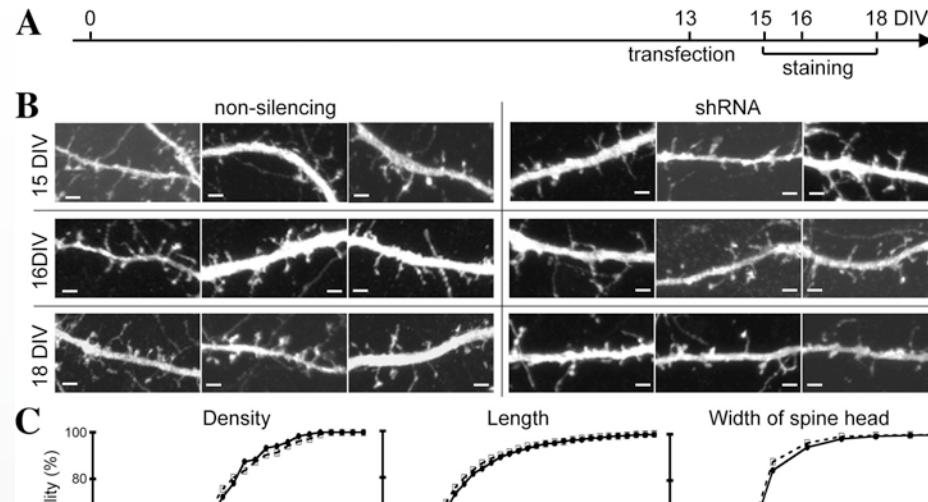 A
0 13 15 16 18 DIV
transfection
staining
B
non-silencing shRNA
15 DIV
16DIV
18 DIV
C
Density Length Width of spine head
100
80
(%)